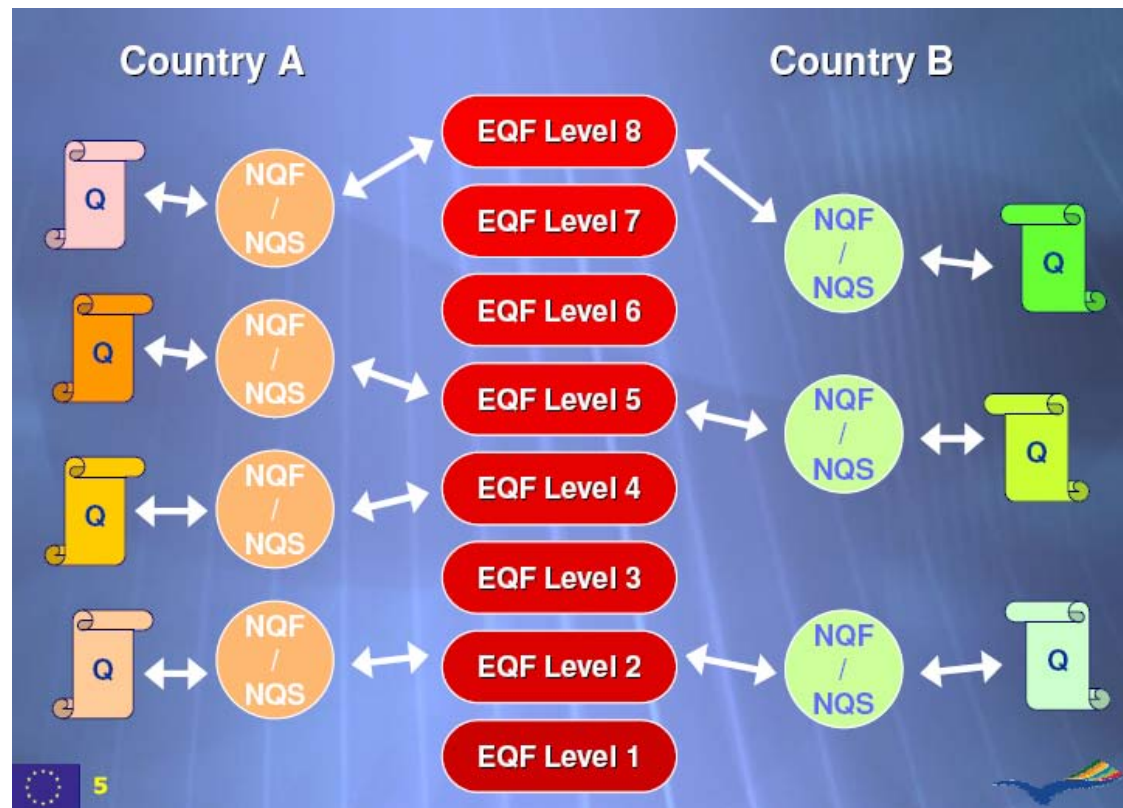 Country A
Country B
EQF Level 8
EQF Level 7
EQF Level 6
EQF Level 5
EQF Level 4
EQF Level 3
EQF Level 2
EQF Level 1
Q
NQF
/
NQS
Q
NQF
/
NQS
Q
NQF
/
NQS
Q
NQF
/
NQS
NQF
/
NQS
Q
NQF
/
NQS
Q
NQF
/
NQS
Q
5